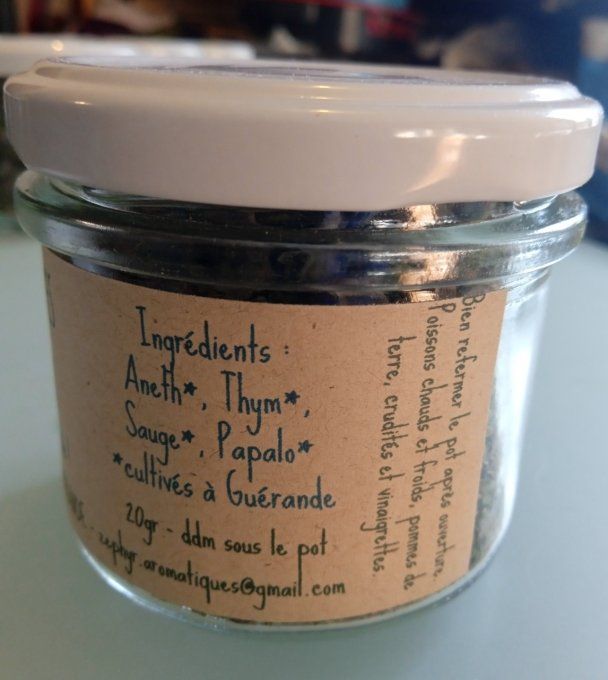 Ingrédients :
Aneth*, Thym*,
Sauge*, Papalo*
*cultivés à Guérande
20gr - ddm sous le pot
- zephyr.aromatiques@gmail.com
Bien refermer le pot après ouverture.
Poissons chauds et froids, pommes de
terre, crudités et vinaigrettes.